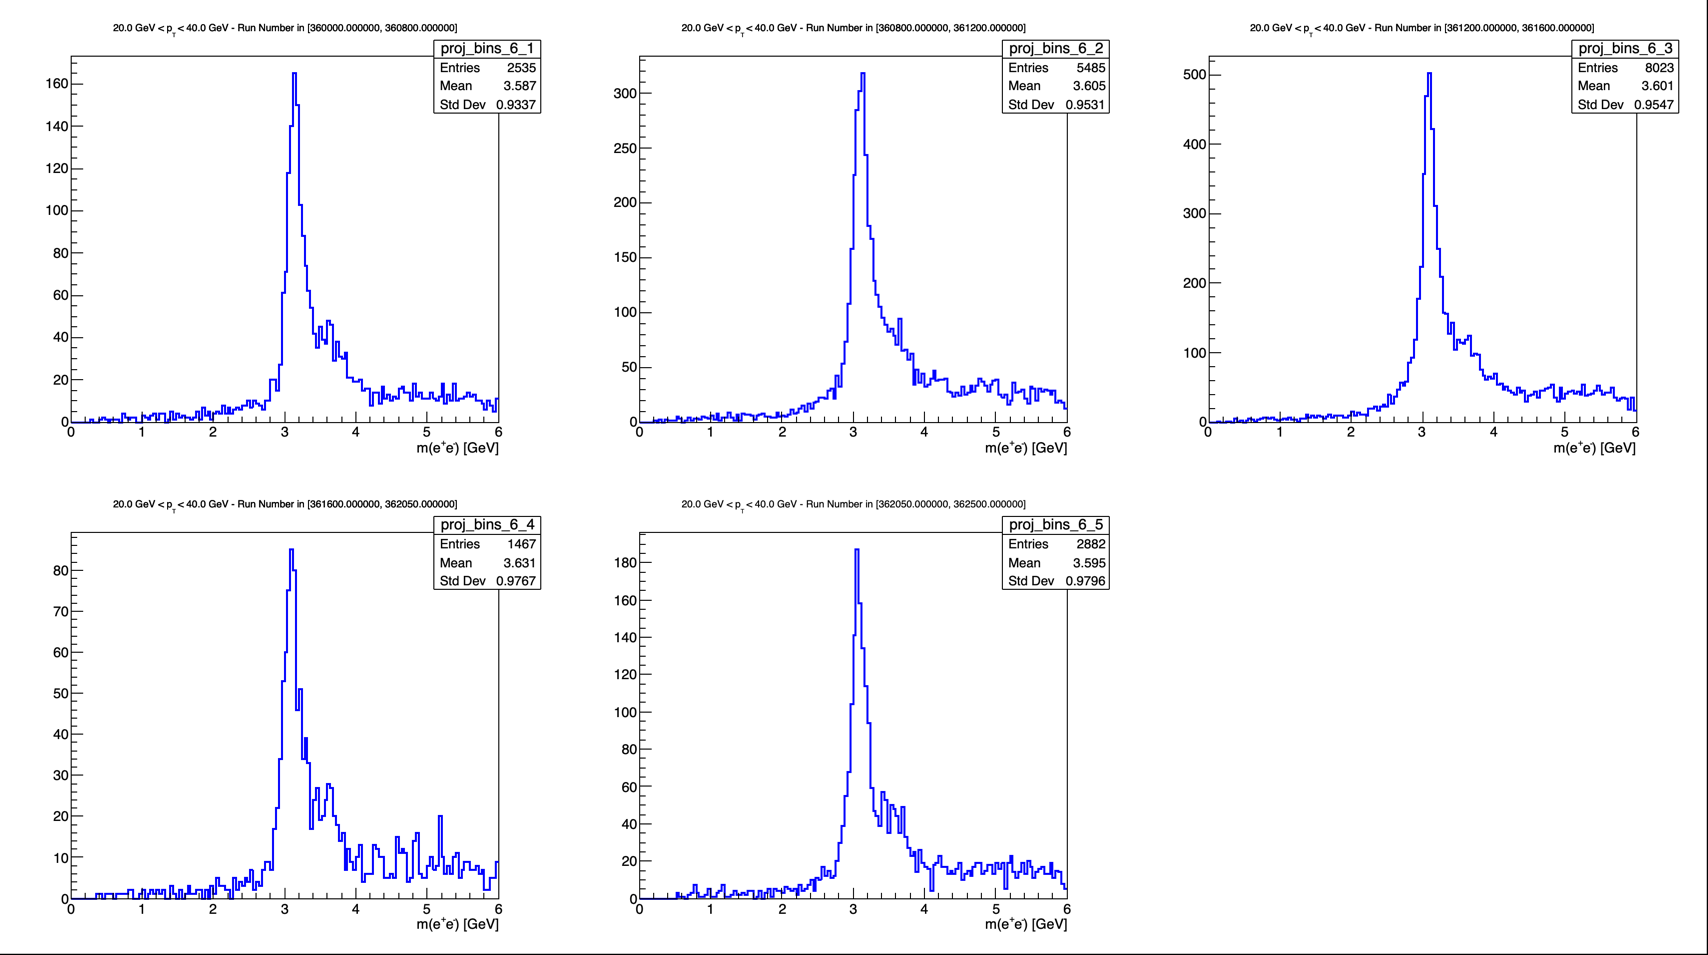 20.0 GeV < pT < 40.0 GeV - Run Number in [360000.000000, 360800.000000]
proj_bins_6_1
Entries 2535
Mean 3.587
Std Dev 0.9337
160
140
120
100
80
60
40
20
0
0 1 2 3 4 5 6
m(e+e-) [GeV]
20.0 GeV < pT < 40.0 GeV - Run Number in [360800.000000, 361200.000000]
proj_bins_6_2
Entries 5485
Mean 3.605
Std Dev 0.9531
300
250
200
150
100
50
0
0 1 2 3 4 5 6
m(e+e-) [GeV]
20.0 GeV < pT < 40.0 GeV - Run Number in [361200.000000, 361600.000000]
proj_bins_6_3
Entries 8023
Mean 3.601
Std Dev 0.9547
500
400
300
200
100
0
0 1 2 3 4 5 6
m(e+e-) [GeV]
20.0 GeV < pT < 40.0 GeV - Run Number in [361600.000000, 362050.000000]
proj_bins_6_4
Entries 1467
Mean 3.631
Std Dev 0.9767
80
70
60
50
40
30
20
10
0
0 1 2 3 4 5 6
m(e+e-) [GeV]
20.0 GeV < pT < 40.0 GeV - Run Number in [362050.000000, 362500.000000]
proj_bins_6_5
Entries 2882
Mean 3.595
Std Dev 0.9796
180
160
140
120
100
80
60
40
20
0
0 1 2 3 4 5 6
m(e+e-) [GeV]